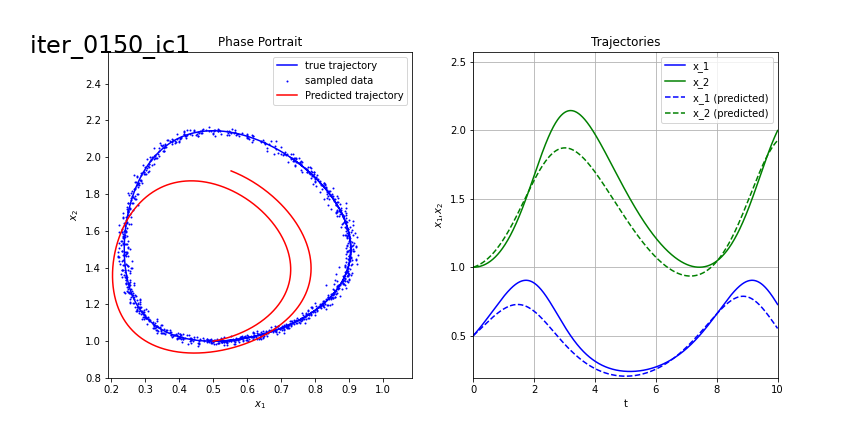 iter_0150_ic1
Phase Portrait
true trajectory
sampled data
Predicted trajectory
2.4
2.2
2.0
1.8
1.6
1.4
1.2
1.0
0.8
x₂
0.2 0.3 0.4 0.5 0.6 0.7 0.8 0.9 1.0
x₁
Trajectories
x_1
x_2
x_1 (predicted)
x_2 (predicted)
2.5
2.0
1.5
1.0
0.5
x₁,x₂
0 2 4 6 8 10
t